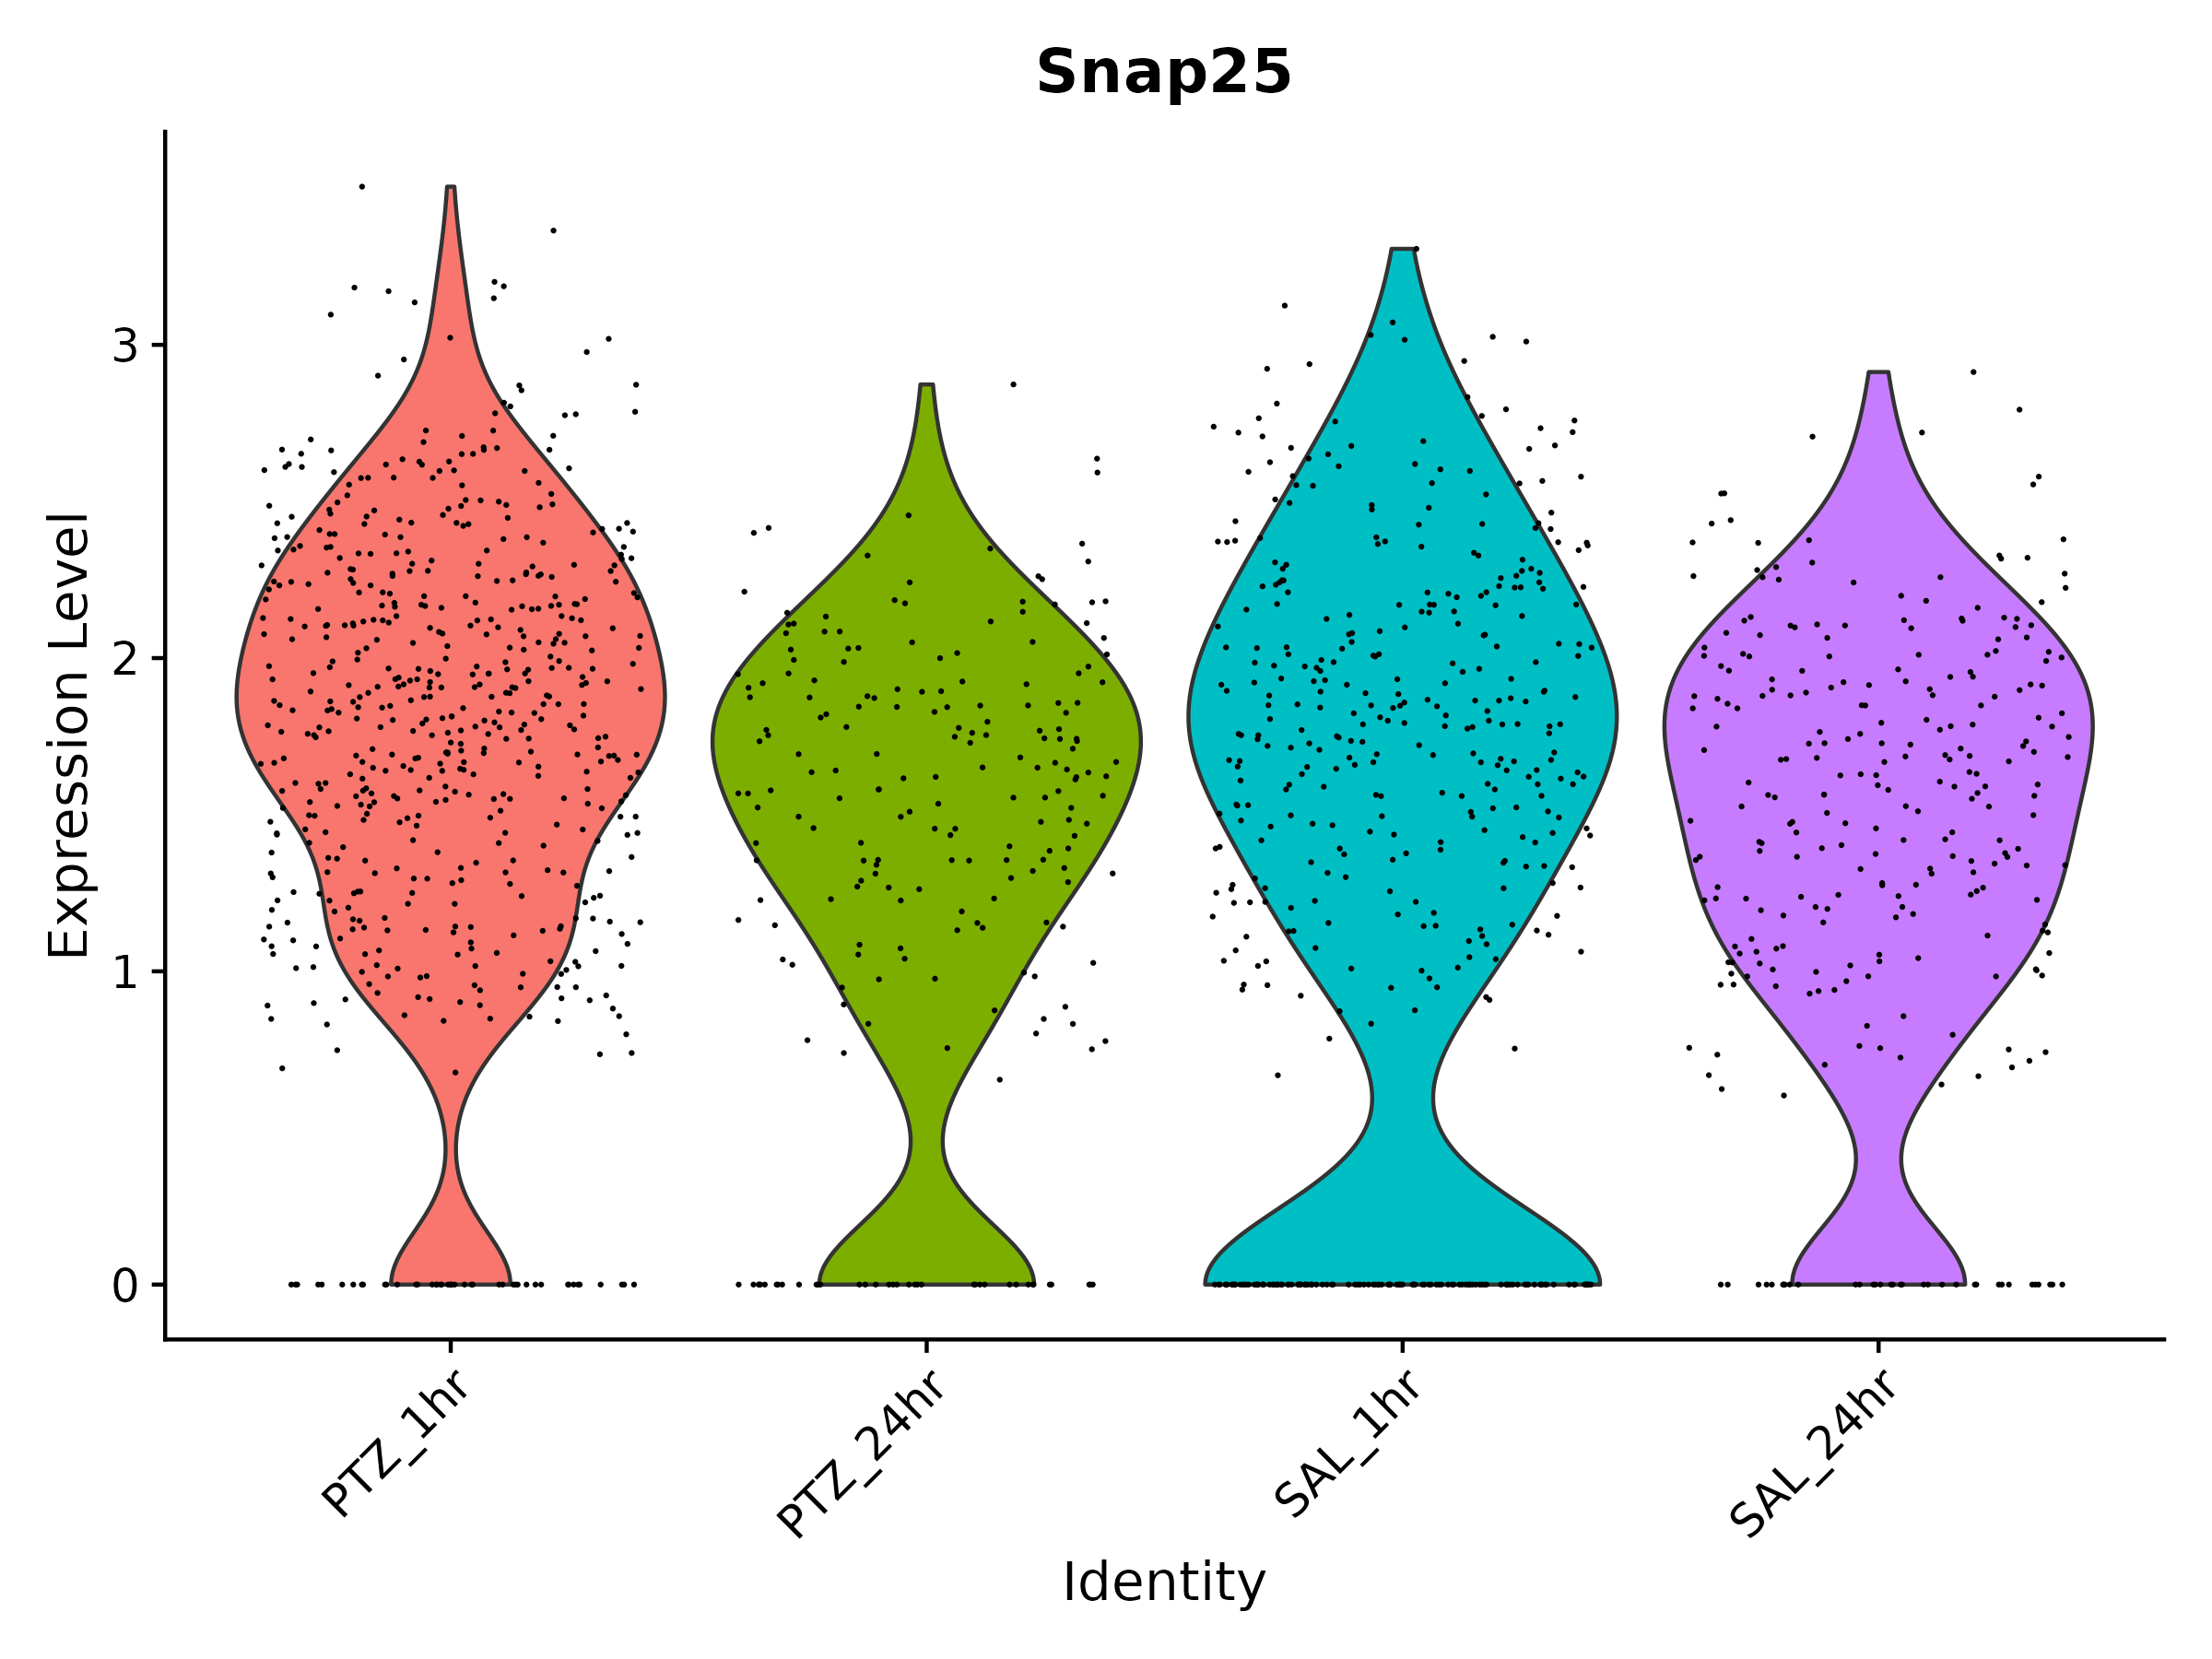 Snap25
Expression Level
3
2
1
0
PTZ_1hr
PTZ_24hr
SAL_1hr
SAL_24hr
Identity